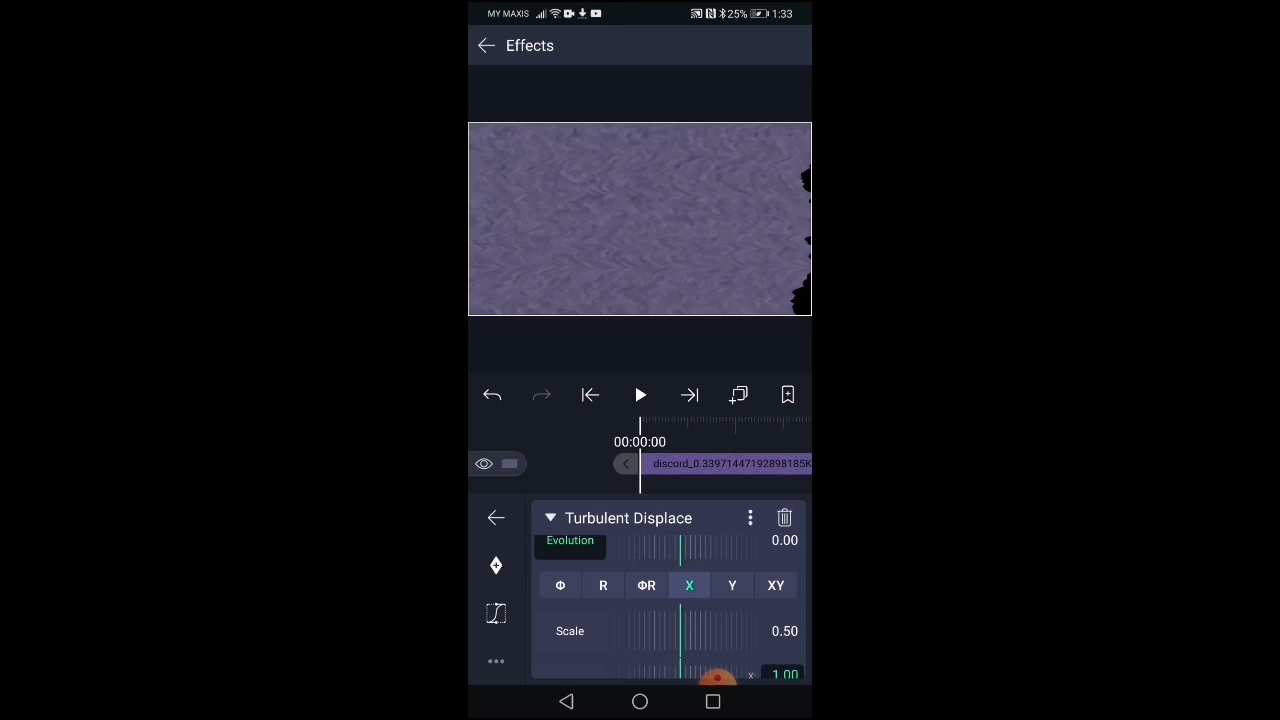 MY MAXIS 25% 1:33
Effects
00:00:00
discord_0.33971447192898185K
Turbulent Displace
Evolution 0.00
Φ R ΦR X Y XY
Scale 0.50
x 1.00